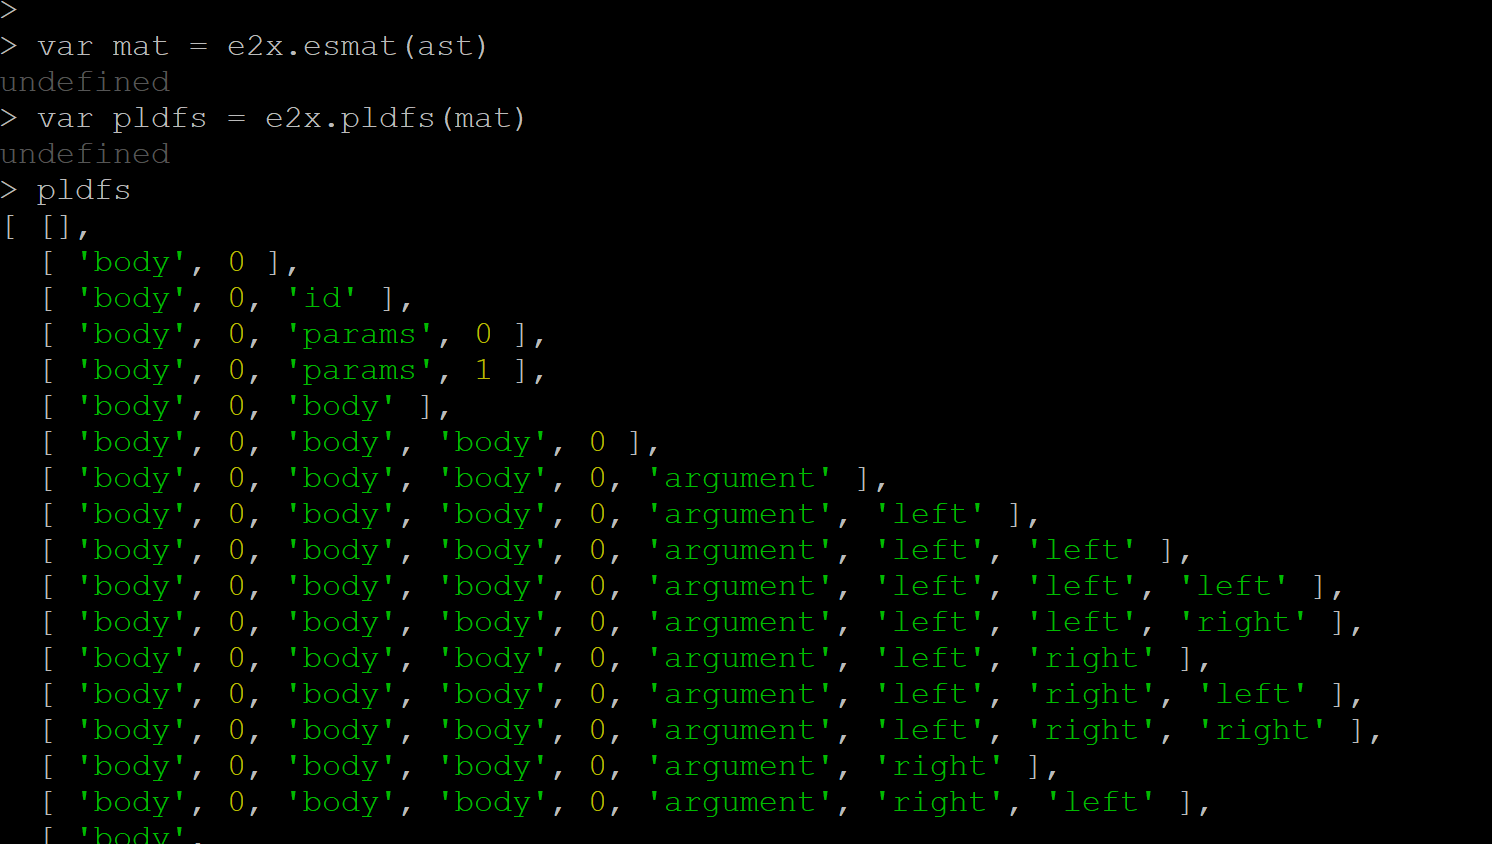 >
> var mat = e2x.esmat(ast)
undefined
> var pldfs = e2x.pldfs(mat)
undefined
> pldfs
[ [],
  [ 'body', 0 ],
  [ 'body', 0, 'id' ],
  [ 'body', 0, 'params', 0 ],
  [ 'body', 0, 'params', 1 ],
  [ 'body', 0, 'body' ],
  [ 'body', 0, 'body', 'body', 0 ],
  [ 'body', 0, 'body', 'body', 0, 'argument' ],
  [ 'body', 0, 'body', 'body', 0, 'argument', 'left' ],
  [ 'body', 0, 'body', 'body', 0, 'argument', 'left', 'left' ],
  [ 'body', 0, 'body', 'body', 0, 'argument', 'left', 'left', 'left' ],
  [ 'body', 0, 'body', 'body', 0, 'argument', 'left', 'left', 'right' ],
  [ 'body', 0, 'body', 'body', 0, 'argument', 'left', 'right' ],
  [ 'body', 0, 'body', 'body', 0, 'argument', 'left', 'right', 'left' ],
  [ 'body', 0, 'body', 'body', 0, 'argument', 'left', 'right', 'right' ],
  [ 'body', 0, 'body', 'body', 0, 'argument', 'right' ],
  [ 'body', 0, 'body', 'body', 0, 'argument', 'right', 'left' ],
  [ 'body',